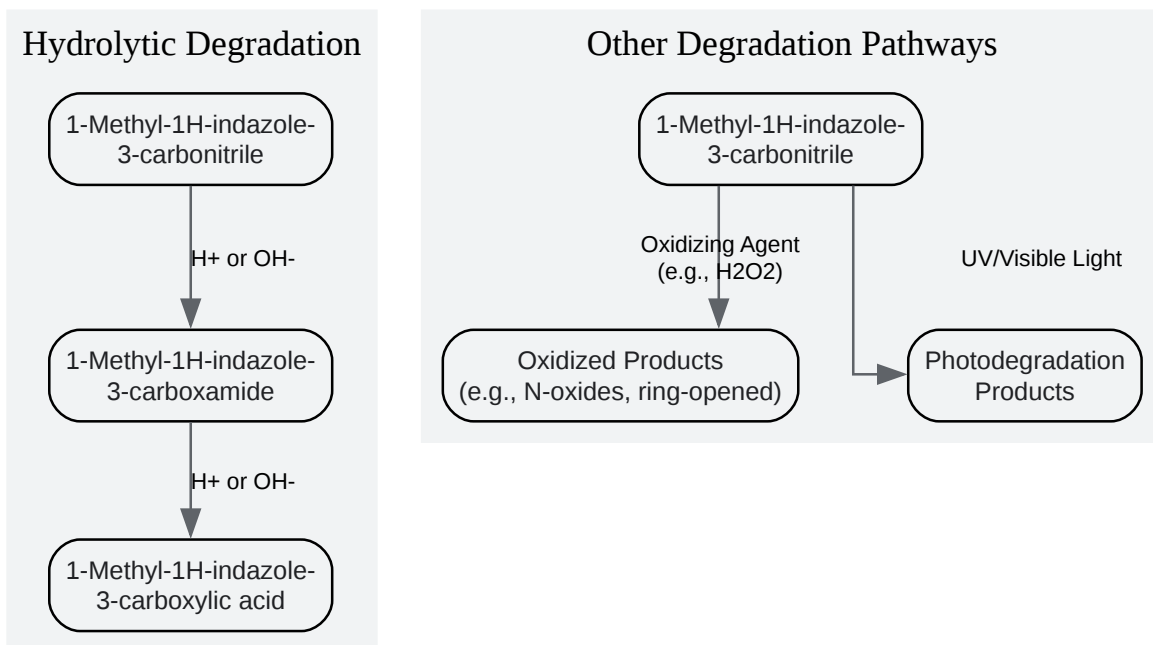 Hydrolytic Degradation
1-Methyl-1H-indazole-
3-carbonitrile
H+ or OH-
1-Methyl-1H-indazole-
3-carboxamide
H+ or OH-
1-Methyl-1H-indazole-
3-carboxylic acid
Other Degradation Pathways
1-Methyl-1H-indazole-
3-carbonitrile
Oxidizing Agent
(e.g., H2O2)
UV/Visible Light
Oxidized Products
(e.g., N-oxides, ring-opened)
Photodegradation
Products